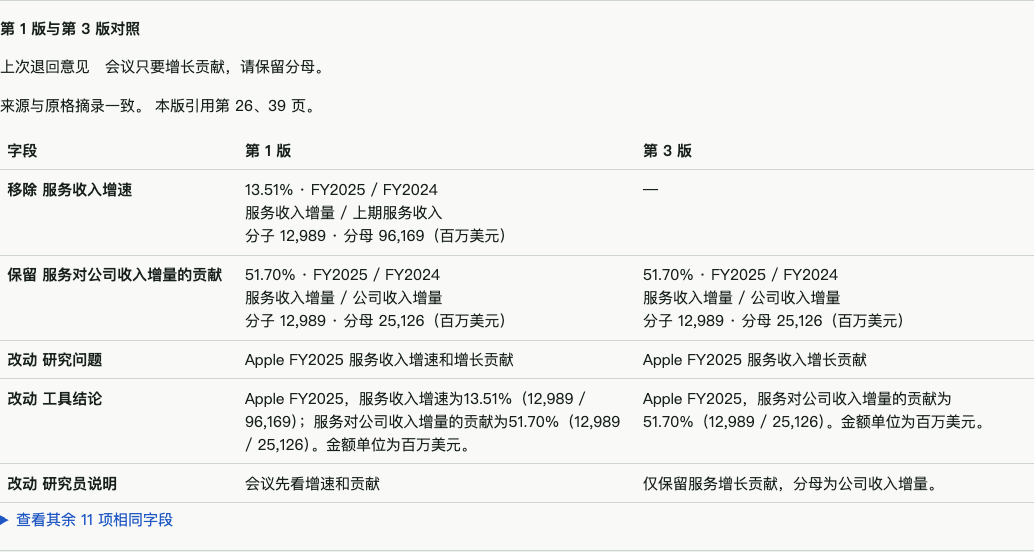 第 1 版与第 3 版对照
上次退回意见　会议只要增长贡献，请保留分母。
来源与原格摘录一致。 本版引用第 26、39 页。
字段 第 1 版 第 3 版
移除 服务收入增速 13.51% · FY2025 / FY2024 —
服务收入增量 / 上期服务收入
分子 12,989 · 分母 96,169（百万美元）
保留 服务对公司收入增量的贡献 51.70% · FY2025 / FY2024 51.70% · FY2025 / FY2024
服务收入增量 / 公司收入增量 服务收入增量 / 公司收入增量
分子 12,989 · 分母 25,126（百万美元） 分子 12,989 · 分母 25,126（百万美元）
改动 研究问题 Apple FY2025 服务收入增速和增长贡献 Apple FY2025 服务收入增长贡献
改动 工具结论 Apple FY2025，服务收入增速为13.51%（12,989 / Apple FY2025，服务对公司收入增量的贡献为
96,169）；服务对公司收入增量的贡献为51.70%（12,989 51.70%（12,989 / 25,126）。金额单位为百万美元。
/ 25,126）。金额单位为百万美元。
改动 研究员说明 会议先看增速和贡献 仅保留服务增长贡献，分母为公司收入增量。
▶ 查看其余 11 项相同字段